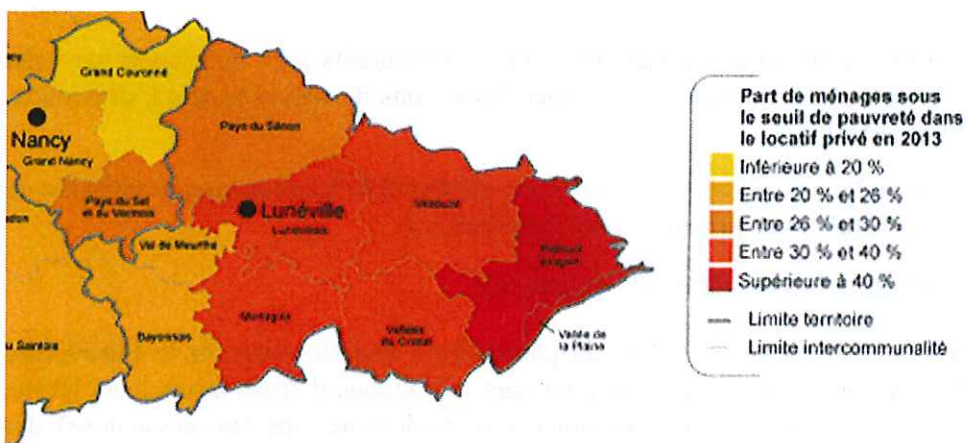 Grand Couronné
Nancy
Grand Nancy
Pays du Sânon
Pays du Sel
et du Vermois
Lunéville
Lunévillois
Vezouze
Val de Meurthe
Bayonnais
Mortagne
Vallées
du Cristal
Vallée de
la Plaine
du Saintois
Part de ménages sous
le seuil de pauvreté dans
le locatif privé en 2013
Inférieure à 20 %
Entre 20 % et 26 %
Entre 26 % et 30 %
Entre 30 % et 40 %
Supérieure à 40 %
Limite territoire
Limite intercommunalité